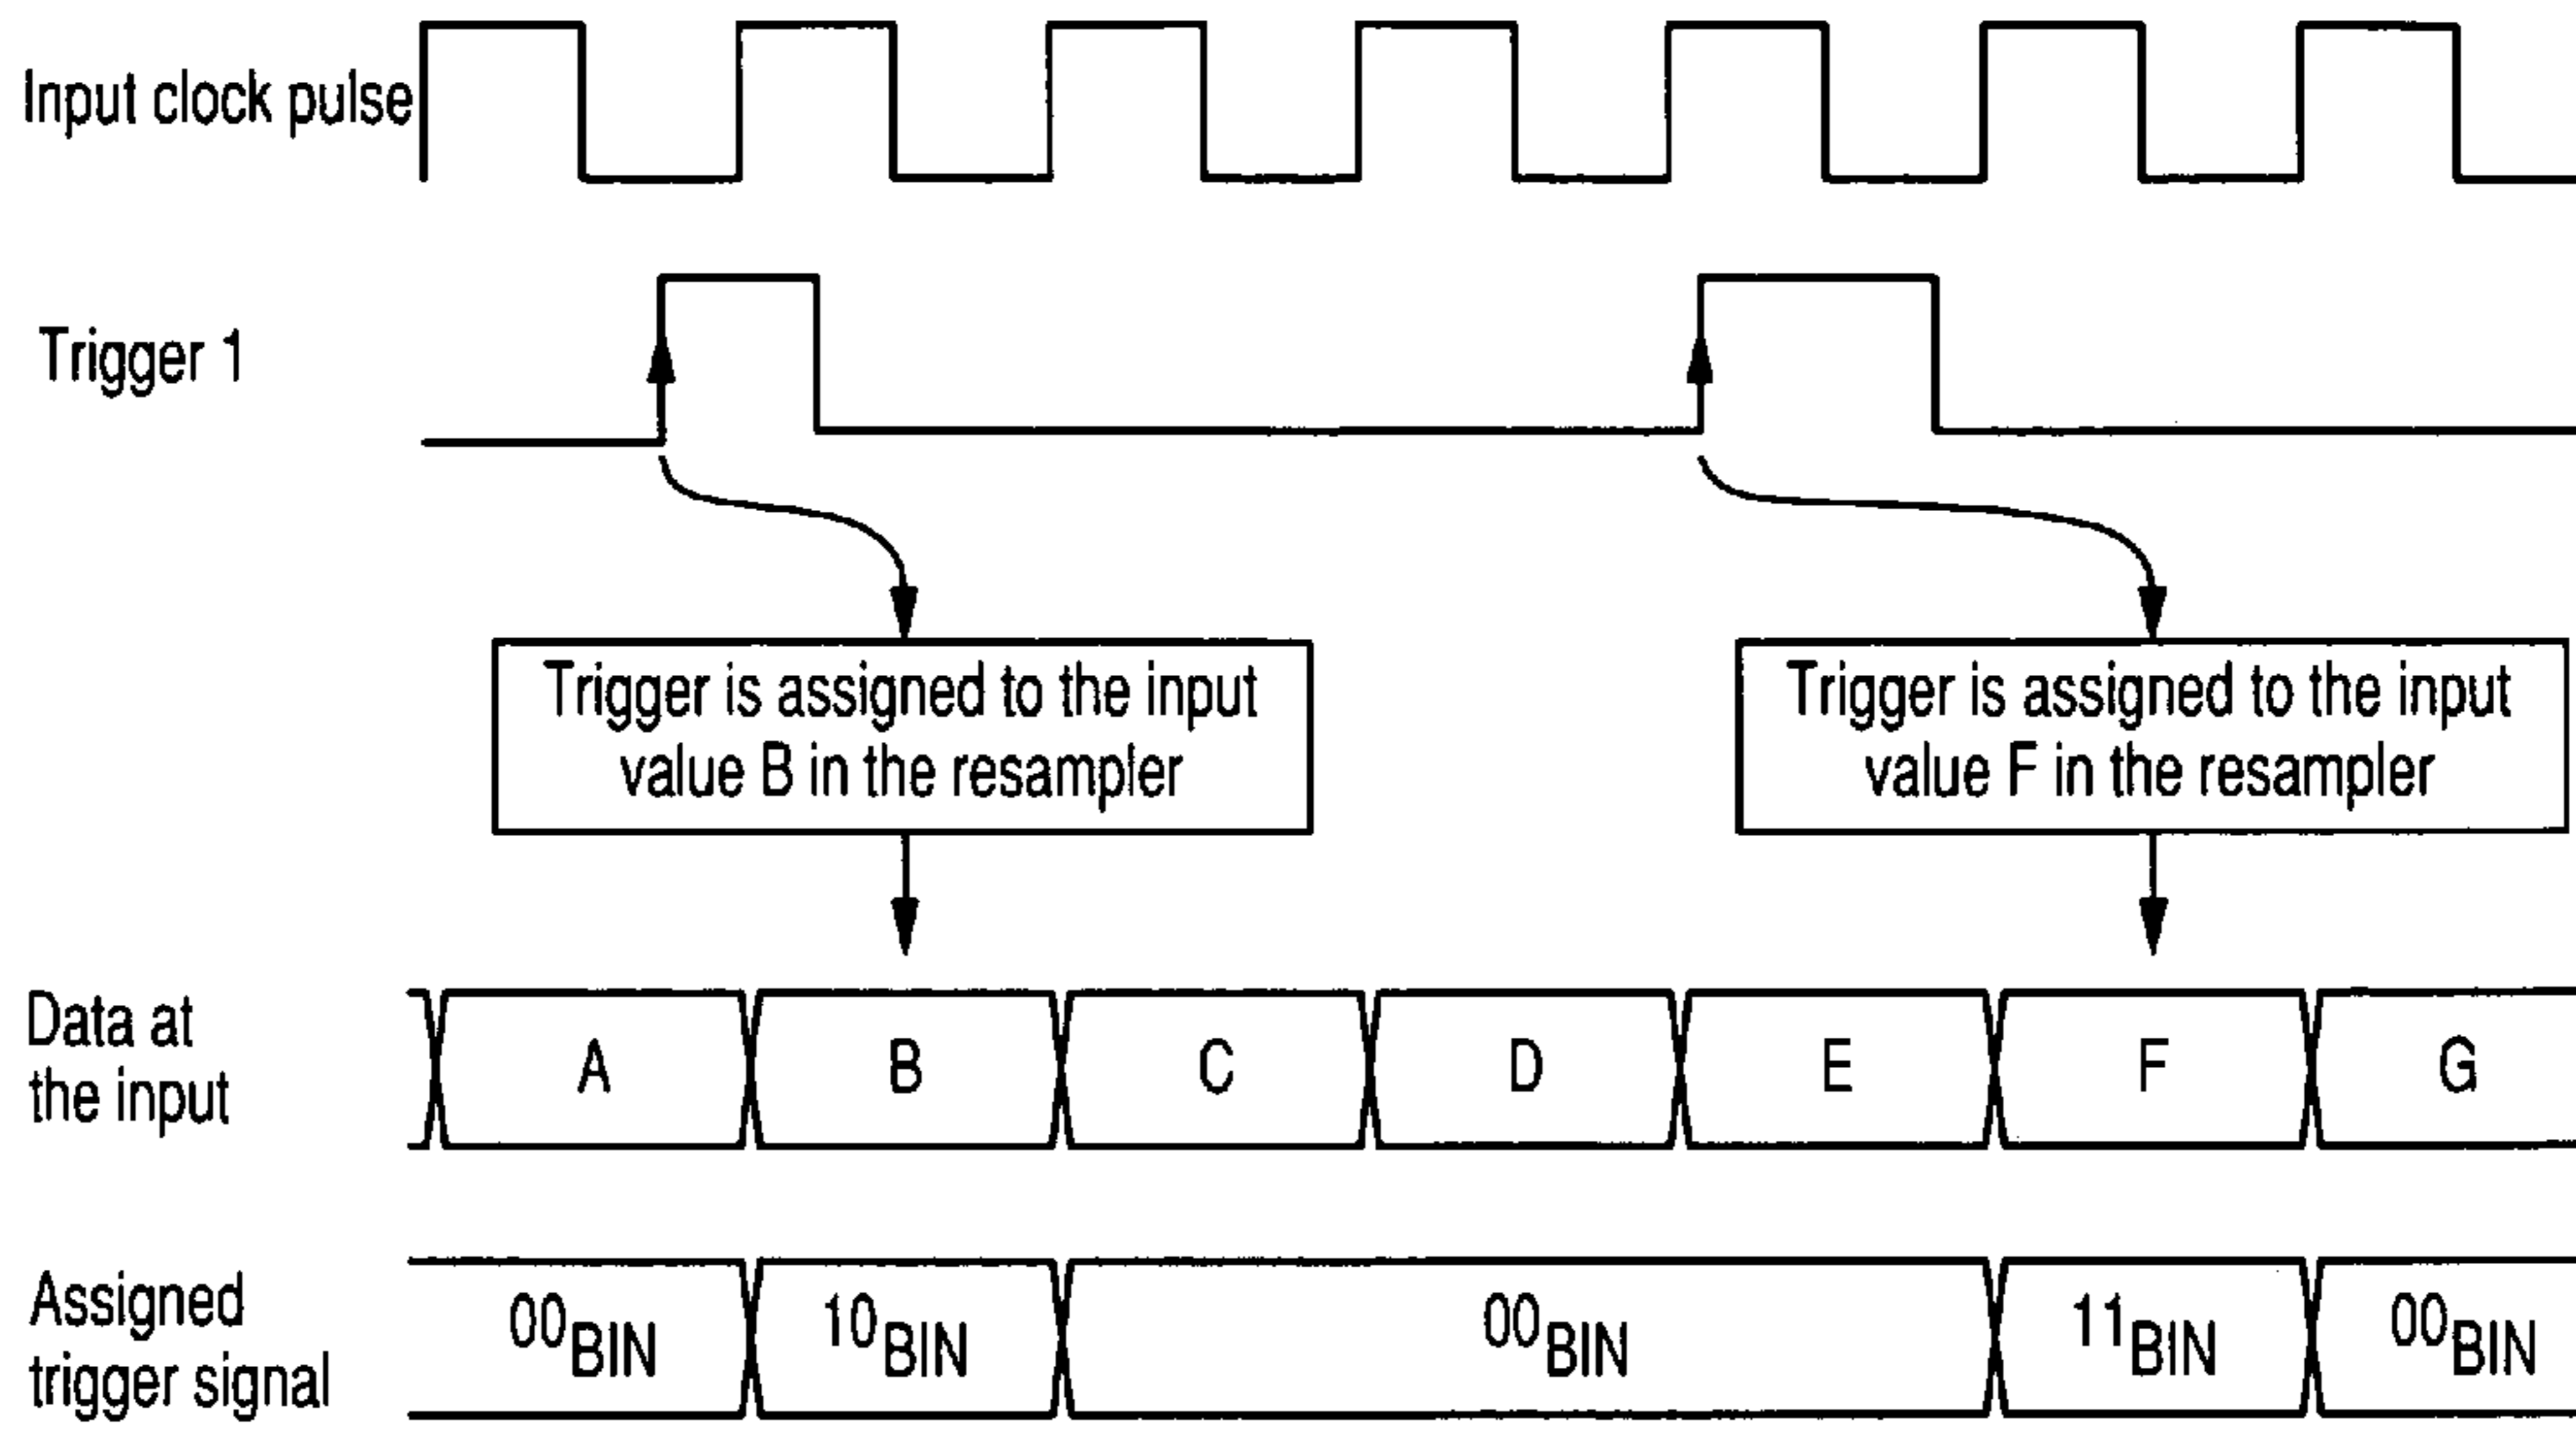 Input clock pulse
Trigger 1
Trigger is assigned to the input
value B in the resampler
Trigger is assigned to the input
value F in the resampler
Data at
the input
A B C D E F G
Assigned
trigger signal
00BIN 10BIN 00BIN 11BIN 00BIN